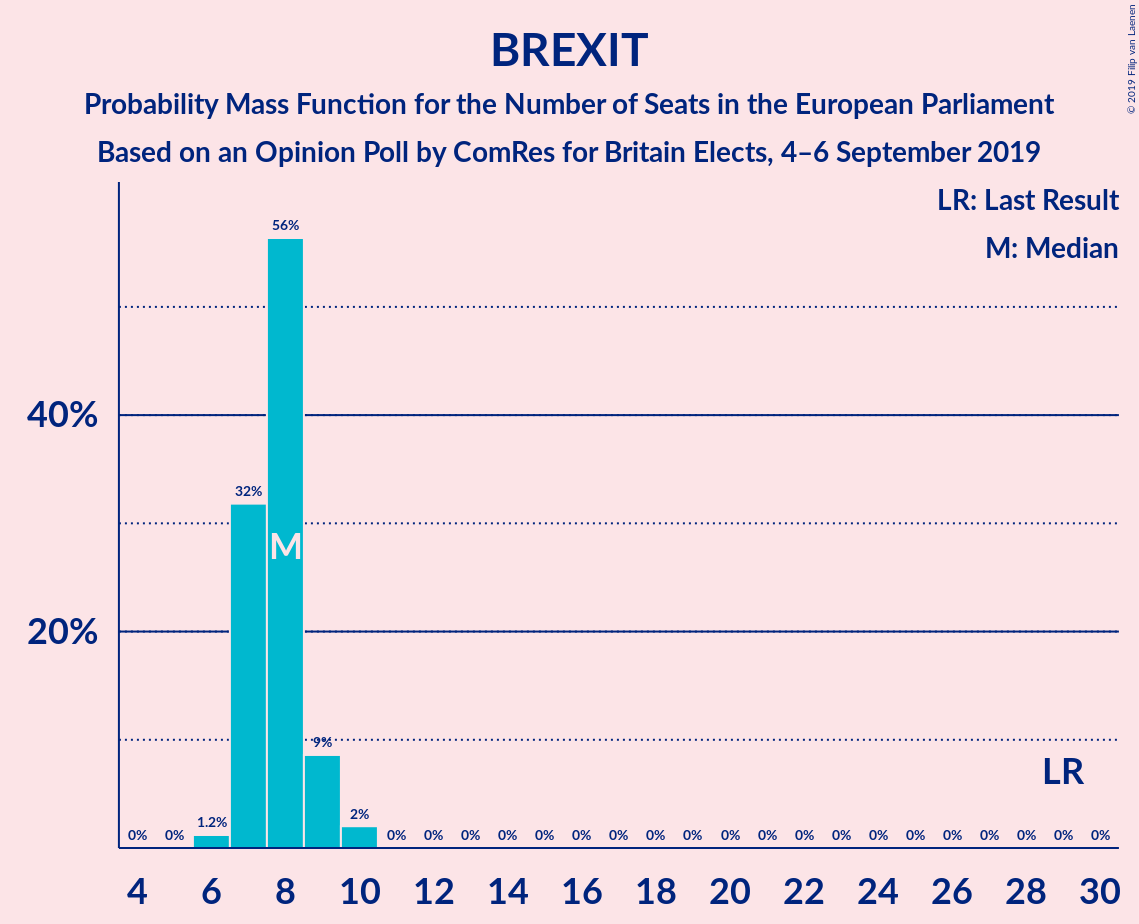 BREXIT
Probability Mass Function for the Number of Seats in the European Parliament
Based on an Opinion Poll by ComRes for Britain Elects, 4–6 September 2019
© 2019 Filip van Laenen
LR: Last Result
M: Median
56%
40%
32%
M
20%
9%
LR
0% 0% 1.2% 2% 0% 0% 0% 0% 0% 0% 0% 0% 0% 0% 0% 0% 0% 0% 0% 0% 0% 0% 0% 0%
4 6 8 10 12 14 16 18 20 22 24 26 28 30